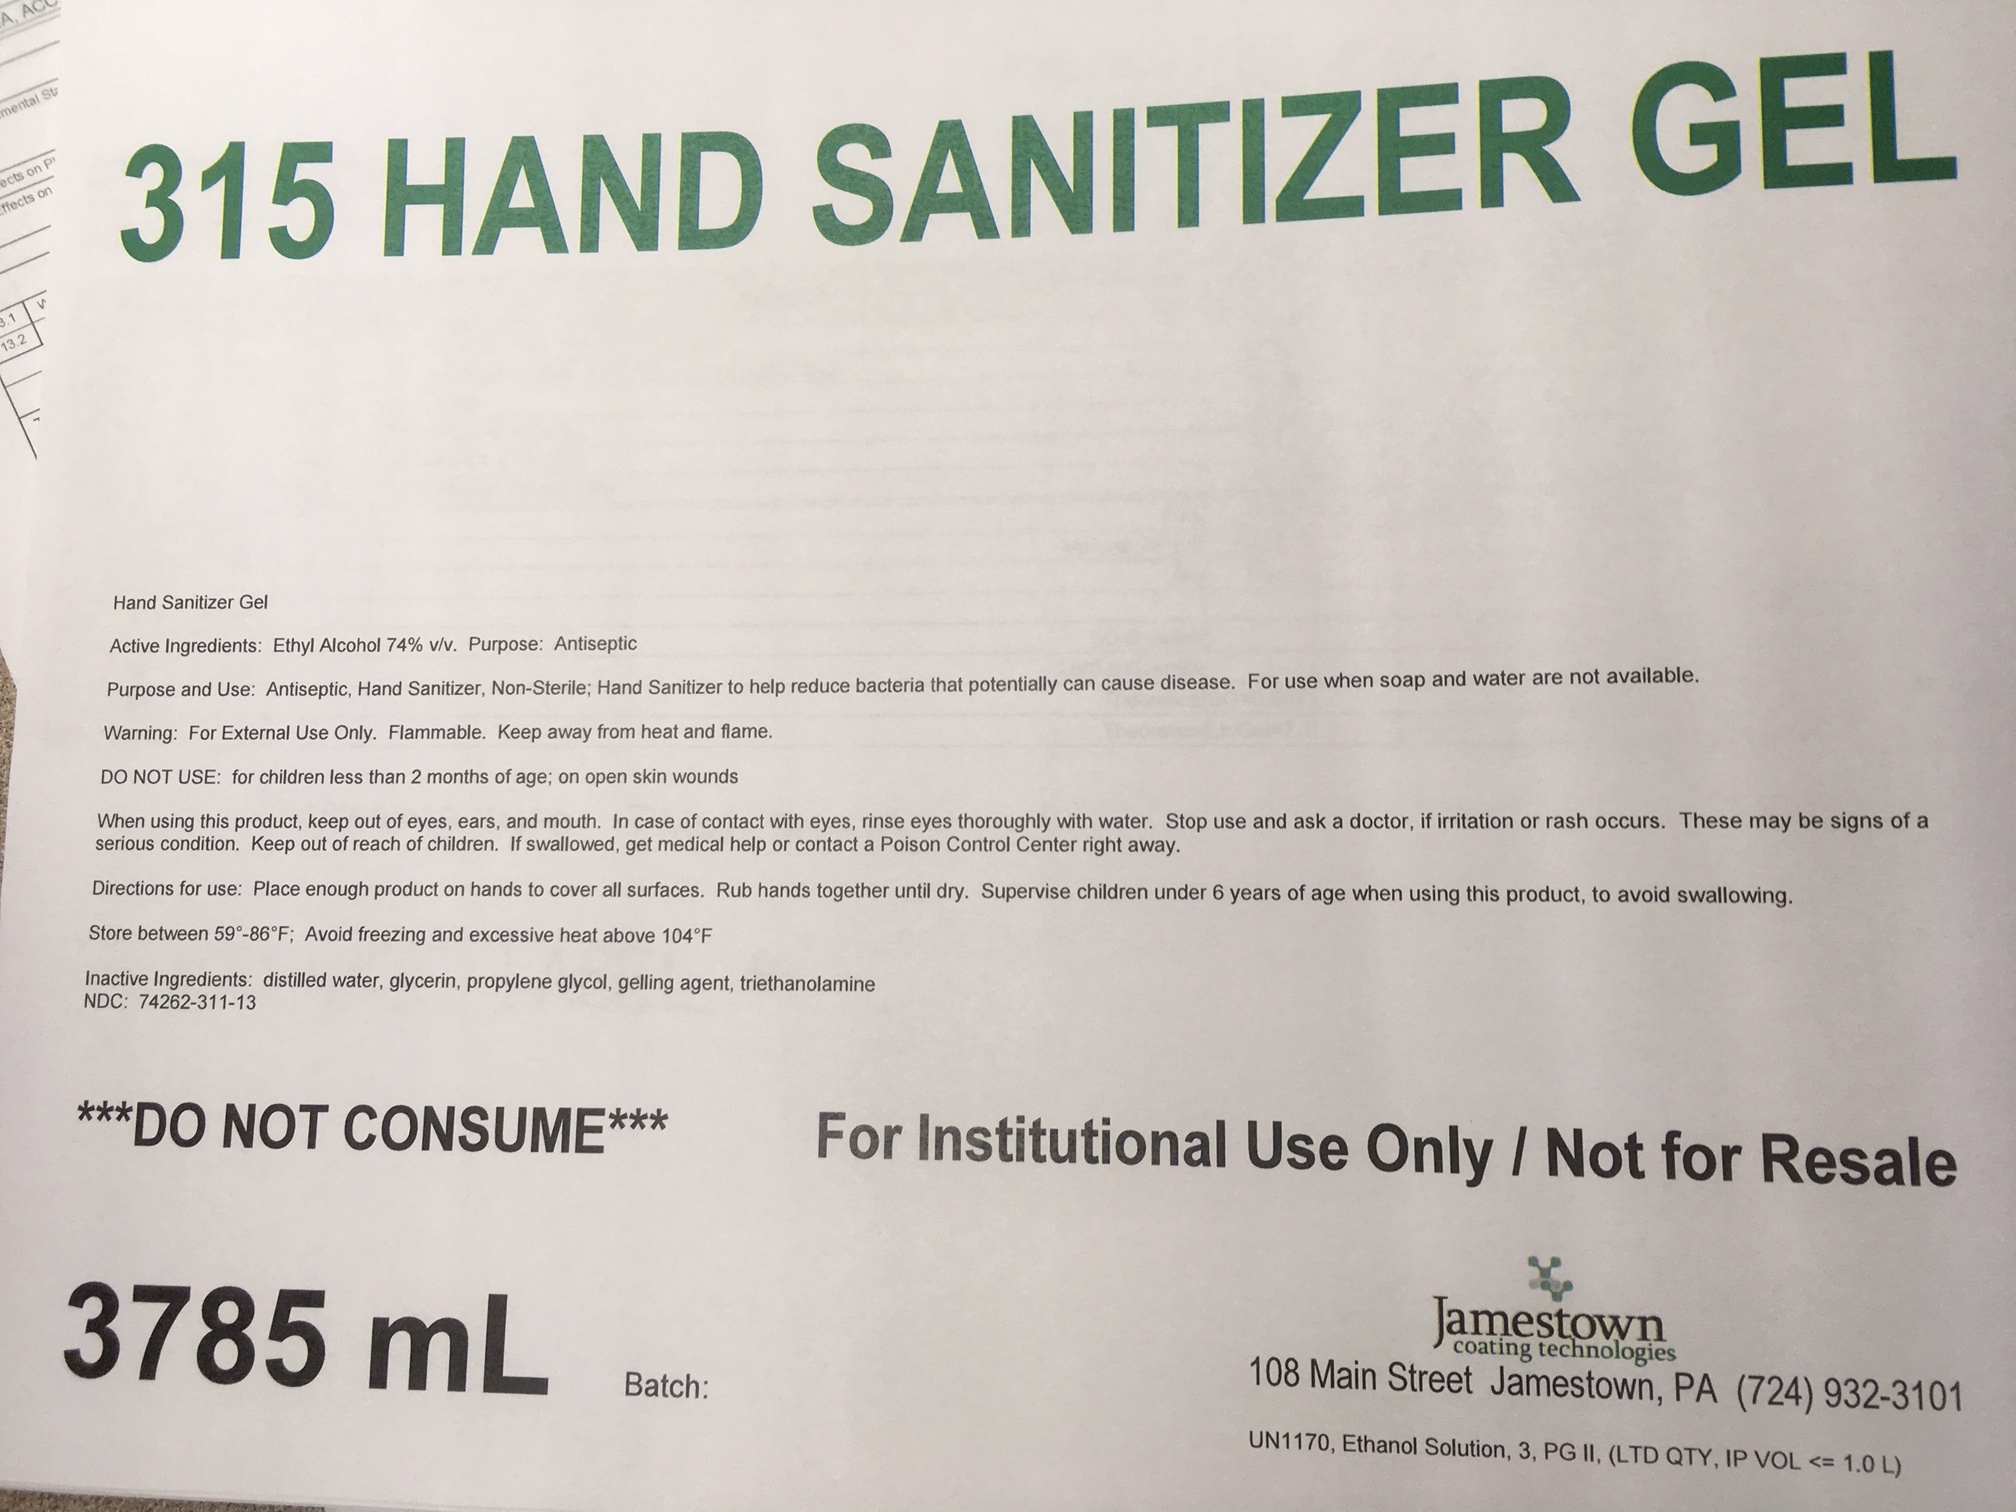 A, ACC
mental St
ects on P
ffects on
3.1
13.2
315 HAND SANITIZER GEL
Hand Sanitizer Gel
Active Ingredients: Ethyl Alcohol 74% v/v. Purpose: Antiseptic
Purpose and Use: Antiseptic, Hand Sanitizer, Non-Sterile; Hand Sanitizer to help reduce bacteria that potentially can cause disease. For use when soap and water are not available.
Warning: For External Use Only. Flammable. Keep away from heat and flame.
DO NOT USE: for children less than 2 months of age; on open skin wounds
When using this product, keep out of eyes, ears, and mouth. In case of contact with eyes, rinse eyes thoroughly with water. Stop use and ask a doctor, if irritation or rash occurs. These may be signs of a
serious condition. Keep out of reach of children. If swallowed, get medical help or contact a Poison Control Center right away.
Directions for use: Place enough product on hands to cover all surfaces. Rub hands together until dry. Supervise children under 6 years of age when using this product, to avoid swallowing.
Store between 59°-86°F; Avoid freezing and excessive heat above 104°F
Inactive Ingredients: distilled water, glycerin, propylene glycol, gelling agent, triethanolamine
NDC: 74262-311-13
***DO NOT CONSUME*** For Institutional Use Only / Not for Resale
3785 mL Batch:
Jamestown
coating technologies
108 Main Street Jamestown, PA (724) 932-3101
UN1170, Ethanol Solution, 3, PG II, (LTD QTY, IP VOL <= 1.0 L)